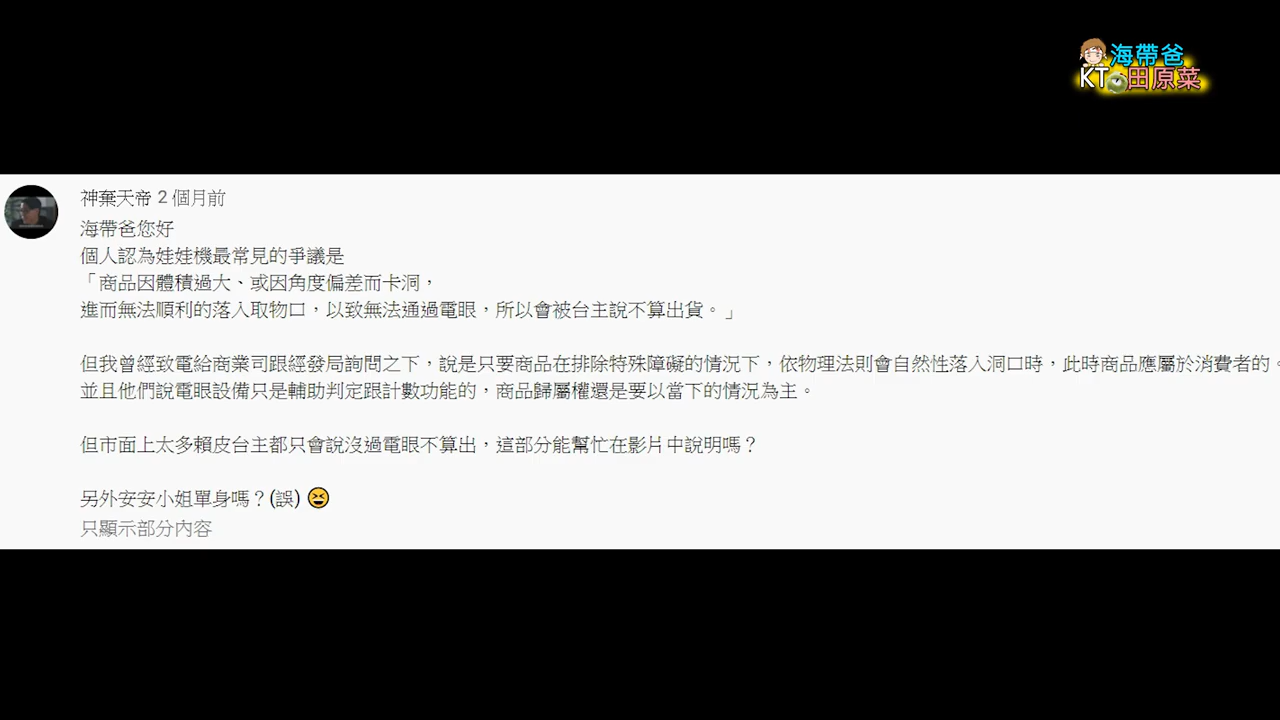 海帶爸
KT田原菜
神棄天帝 2 個月前
海帶爸您好
個人認為娃娃機最常見的爭議是
「商品因體積過大、或因角度偏差而卡洞，
進而無法順利的落入取物口，以致無法通過電眼，所以會被台主說不算出貨。」
但我曾經致電給商業司跟經發局詢問之下，說是只要商品在排除特殊障礙的情況下，依物理法則會自然性落入洞口時，此時商品應屬於消費者的。
並且他們說電眼設備只是輔助判定跟計數功能的，商品歸屬權還是要以當下的情況為主。
但市面上太多賴皮台主都只會說沒過電眼不算出，這部分能幫忙在影片中說明嗎？
另外安安小姐單身嗎？(誤) 😆
只顯示部分內容